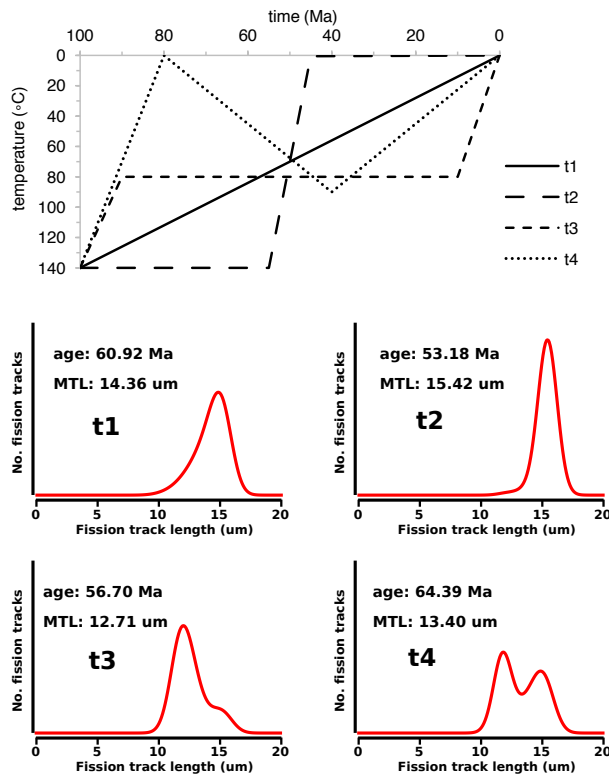 time (Ma)
100 80 60 40 20 0
temperature (°C)
0
20
40
60
80
100
120
140
t1
t2
t3
t4
No. fission tracks
age: 60.92 Ma
MTL: 14.36 um
t1
0 5 10 15 20
Fission track length (um)
No. fission tracks
age: 53.18 Ma
MTL: 15.42 um
t2
0 5 10 15 20
Fission track length (um)
No. fission tracks
age: 56.70 Ma
MTL: 12.71 um
t3
0 5 10 15 20
Fission track length (um)
No. fission tracks
age: 64.39 Ma
MTL: 13.40 um
t4
0 5 10 15 20
Fission track length (um)